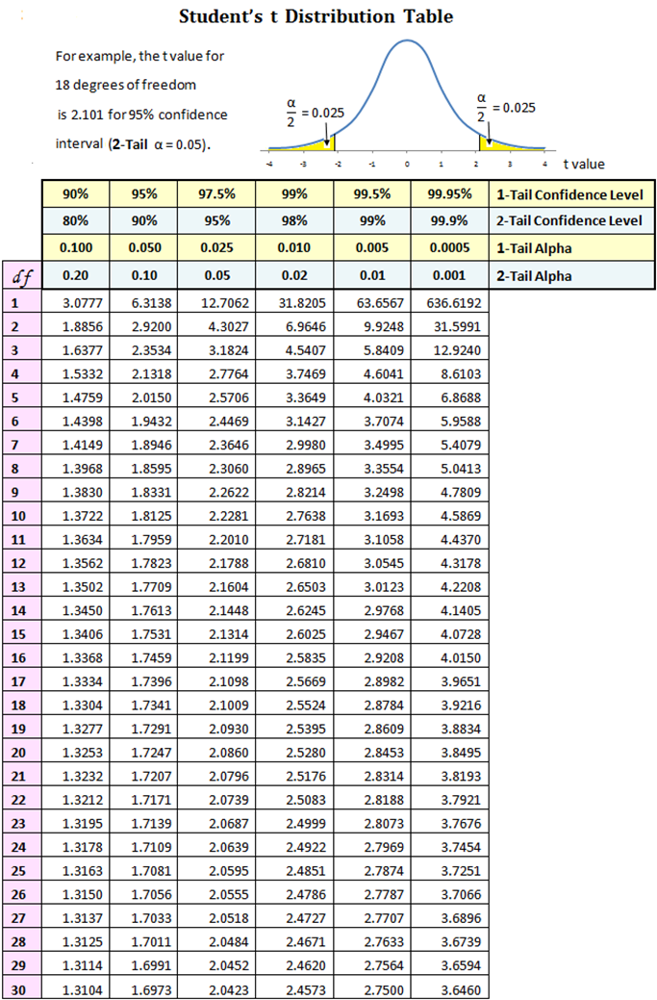 Student's t Distribution Table
For example, the t value for
18 degrees of freedom
is 2.101 for 95% confidence
interval (2-Tail α = 0.05).
α/2 = 0.025
α/2 = 0.025
-4 -3 -2 -1 0 1 2 3 4 t value
90% 95% 97.5% 99% 99.5% 99.95% 1-Tail Confidence Level
80% 90% 95% 98% 99% 99.9% 2-Tail Confidence Level
0.100 0.050 0.025 0.010 0.005 0.0005 1-Tail Alpha
df 0.20 0.10 0.05 0.02 0.01 0.001 2-Tail Alpha
1 3.0777 6.3138 12.7062 31.8205 63.6567 636.6192
2 1.8856 2.9200 4.3027 6.9646 9.9248 31.5991
3 1.6377 2.3534 3.1824 4.5407 5.8409 12.9240
4 1.5332 2.1318 2.7764 3.7469 4.6041 8.6103
5 1.4759 2.0150 2.5706 3.3649 4.0321 6.8688
6 1.4398 1.9432 2.4469 3.1427 3.7074 5.9588
7 1.4149 1.8946 2.3646 2.9980 3.4995 5.4079
8 1.3968 1.8595 2.3060 2.8965 3.3554 5.0413
9 1.3830 1.8331 2.2622 2.8214 3.2498 4.7809
10 1.3722 1.8125 2.2281 2.7638 3.1693 4.5869
11 1.3634 1.7959 2.2010 2.7181 3.1058 4.4370
12 1.3562 1.7823 2.1788 2.6810 3.0545 4.3178
13 1.3502 1.7709 2.1604 2.6503 3.0123 4.2208
14 1.3450 1.7613 2.1448 2.6245 2.9768 4.1405
15 1.3406 1.7531 2.1314 2.6025 2.9467 4.0728
16 1.3368 1.7459 2.1199 2.5835 2.9208 4.0150
17 1.3334 1.7396 2.1098 2.5669 2.8982 3.9651
18 1.3304 1.7341 2.1009 2.5524 2.8784 3.9216
19 1.3277 1.7291 2.0930 2.5395 2.8609 3.8834
20 1.3253 1.7247 2.0860 2.5280 2.8453 3.8495
21 1.3232 1.7207 2.0796 2.5176 2.8314 3.8193
22 1.3212 1.7171 2.0739 2.5083 2.8188 3.7921
23 1.3195 1.7139 2.0687 2.4999 2.8073 3.7676
24 1.3178 1.7109 2.0639 2.4922 2.7969 3.7454
25 1.3163 1.7081 2.0595 2.4851 2.7874 3.7251
26 1.3150 1.7056 2.0555 2.4786 2.7787 3.7066
27 1.3137 1.7033 2.0518 2.4727 2.7707 3.6896
28 1.3125 1.7011 2.0484 2.4671 2.7633 3.6739
29 1.3114 1.6991 2.0452 2.4620 2.7564 3.6594
30 1.3104 1.6973 2.0423 2.4573 2.7500 3.6460